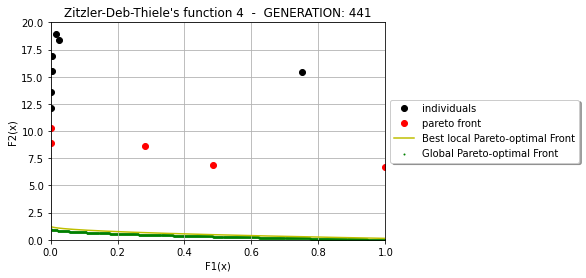 Zitzler-Deb-Thiele's function 4 - GENERATION: 441
20.0
17.5
15.0
12.5
10.0
7.5
5.0
2.5
0.0
F2(x)
0.0 0.2 0.4 0.6 0.8 1.0
F1(x)
individuals
pareto front
Best local Pareto-optimal Front
Global Pareto-optimal Front